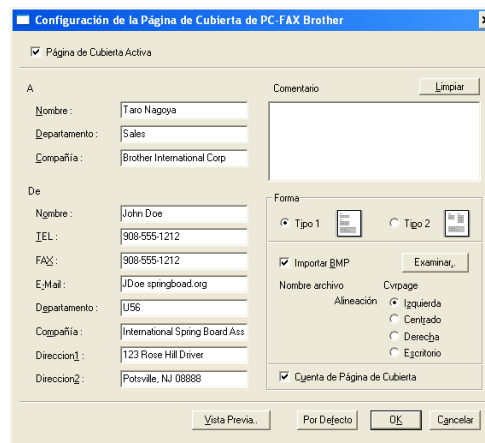 Configuración de la Página de Cubierta de PC-FAX Brother
Página de Cubierta Activa
A
Nombre : Taro Nagoya
Departamento : Sales
Compañía : Brother International Corp
De
Nombre : John Doe
TEL : 908-555-1212
FAX : 908-555-1212
E-Mail : JDoe springboad.org
Departamento : U56
Compañía : International Spring Board Ass
Direccion1 : 123 Rose Hill Driver
Direccion2 : Potsville, NJ 08888
Comentario Limpiar
Forma
Tipo 1 Tipo 2
Importar BMP Examinar..
Nombre archivo Cvrpage
Alineación Izquierda
Centrado
Derecha
Escritorio
Cuenta de Página de Cubierta
Vista Previa.. Por Defecto OK Cancelar